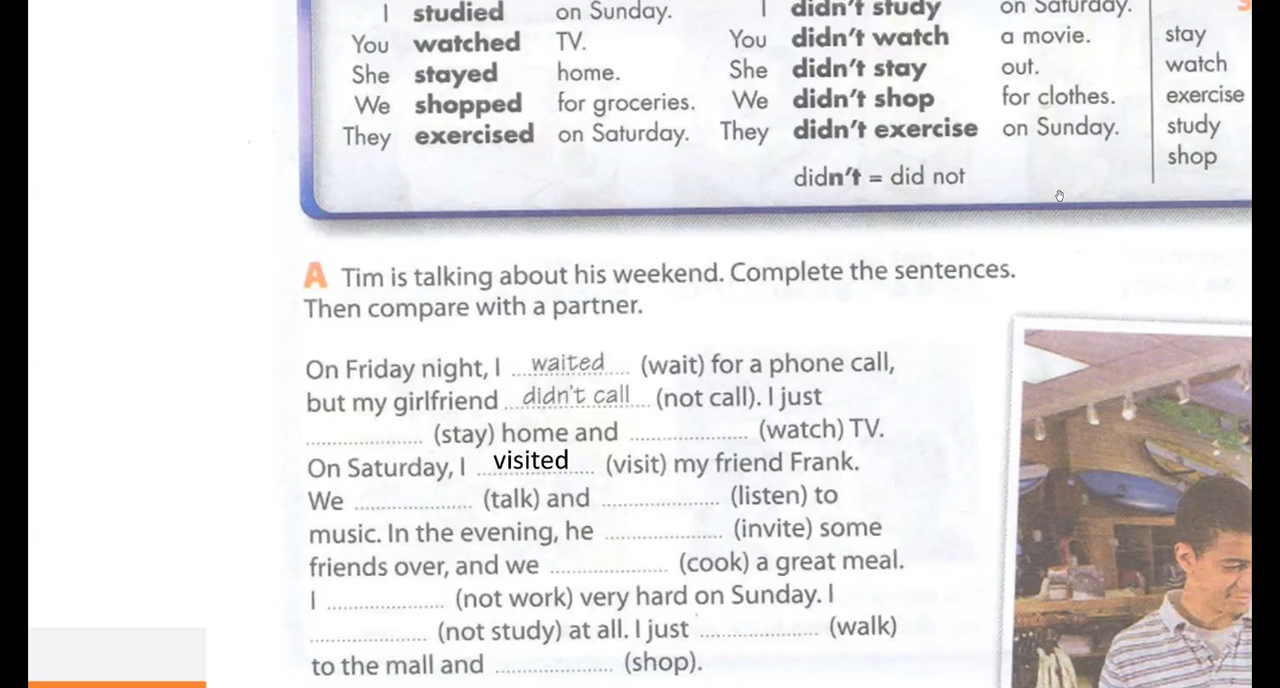 I studied on Sunday. I didn't study on Saturday.
You watched TV. You didn't watch a movie. stay
She stayed home. She didn't stay out. watch
We shopped for groceries. We didn't shop for clothes. exercise
They exercised on Saturday. They didn't exercise on Sunday. study
shop
didn't = did not
A Tim is talking about his weekend. Complete the sentences.
Then compare with a partner.
On Friday night, I waited (wait) for a phone call,
but my girlfriend didn't call (not call). I just
.................... (stay) home and .................... (watch) TV.
On Saturday, I visited (visit) my friend Frank.
We .................... (talk) and .................... (listen) to
music. In the evening, he .................... (invite) some
friends over, and we .................... (cook) a great meal.
I .................... (not work) very hard on Sunday. I
.................... (not study) at all. I just .................... (walk)
to the mall and .................... (shop).